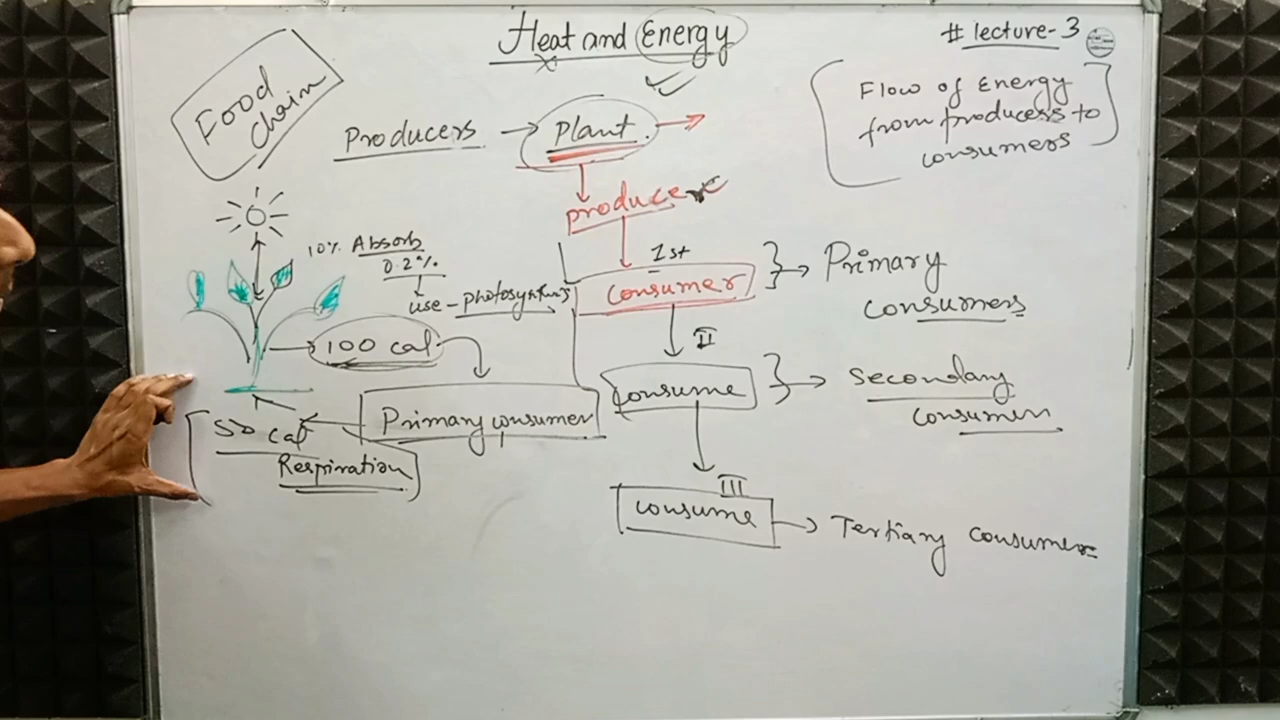 Heat and Energy
# lecture-3
Food
chain
Producers → Plant
Flow of Energy
from producess to
consumers
producer
10% Absorb
0.2%
use - photosynthesis
1st
consumer
Primary
consumers
100 cal
II
consume
secondary
consumers
Primary consumer
50 cal
Respiration
III
consume
Tertiary consumers